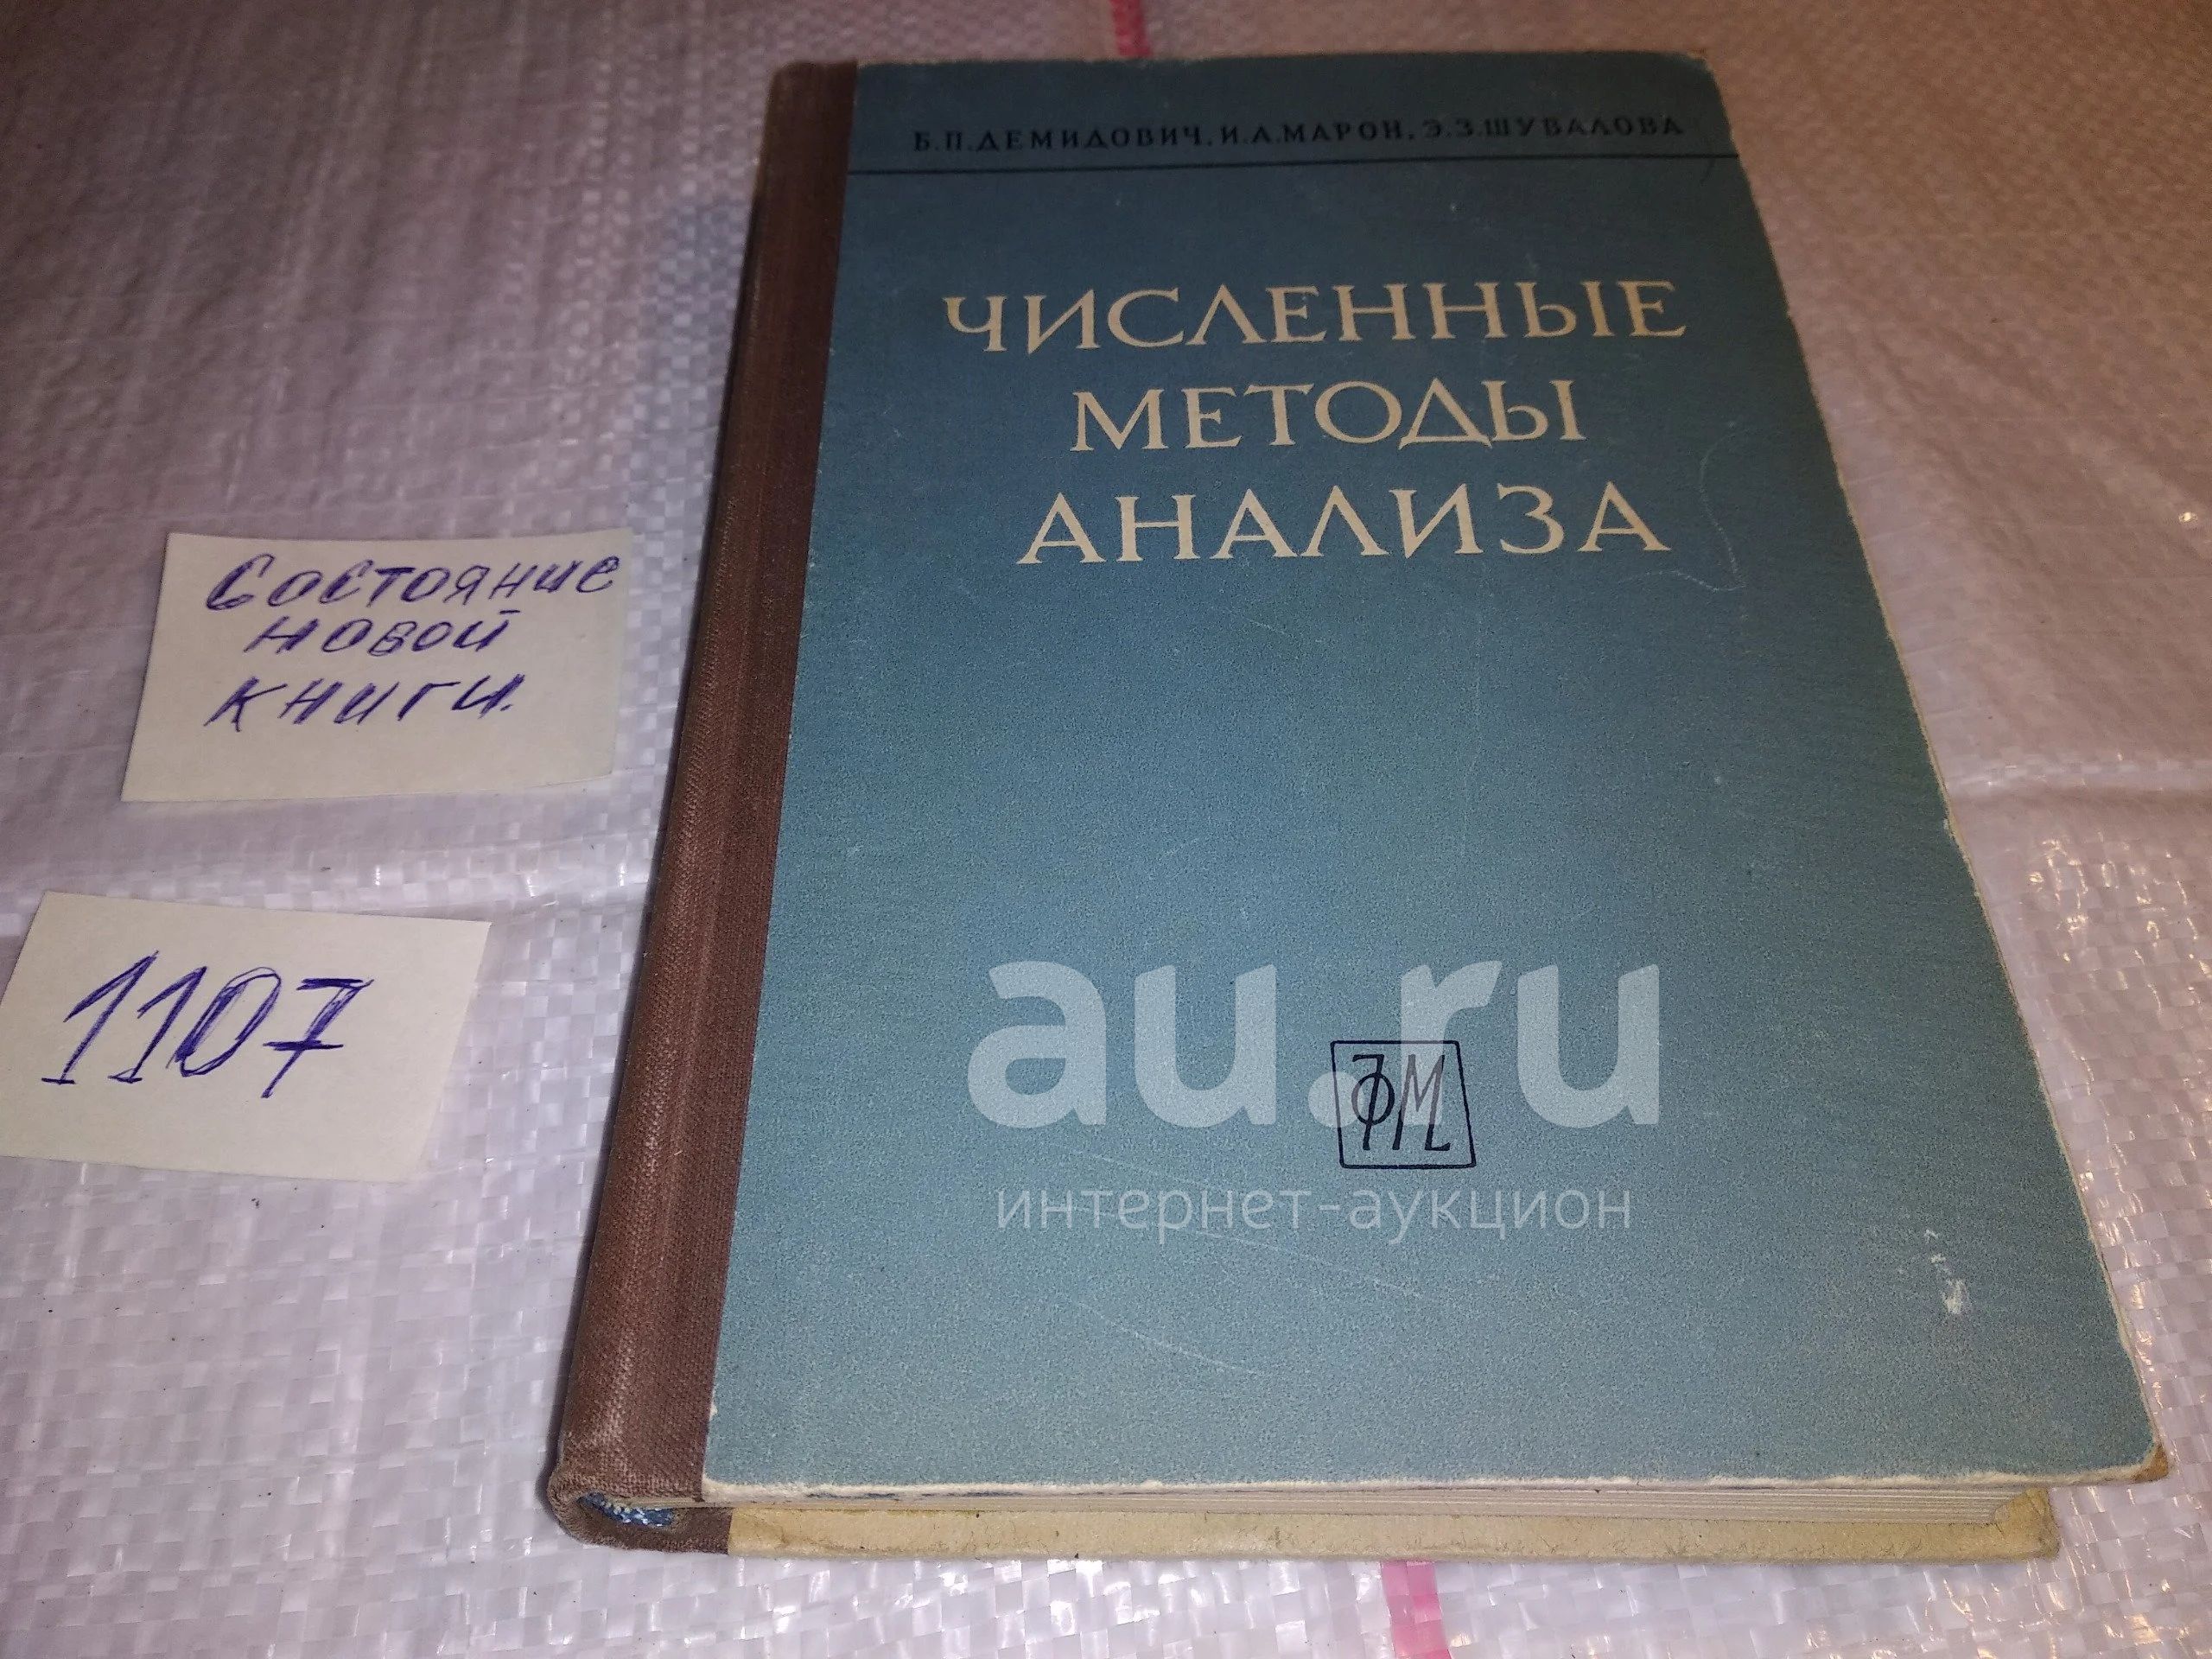 Б.П.ДЕМИДОВИЧ, И.А.МАРОН, Э.З.ШУВАЛОВА
ЧИСЛЕННЫЕ
МЕТОДЫ
АНАЛИЗА
Состояние
новой
книги.
1107
au.ru
ФМ
интернет-аукцион